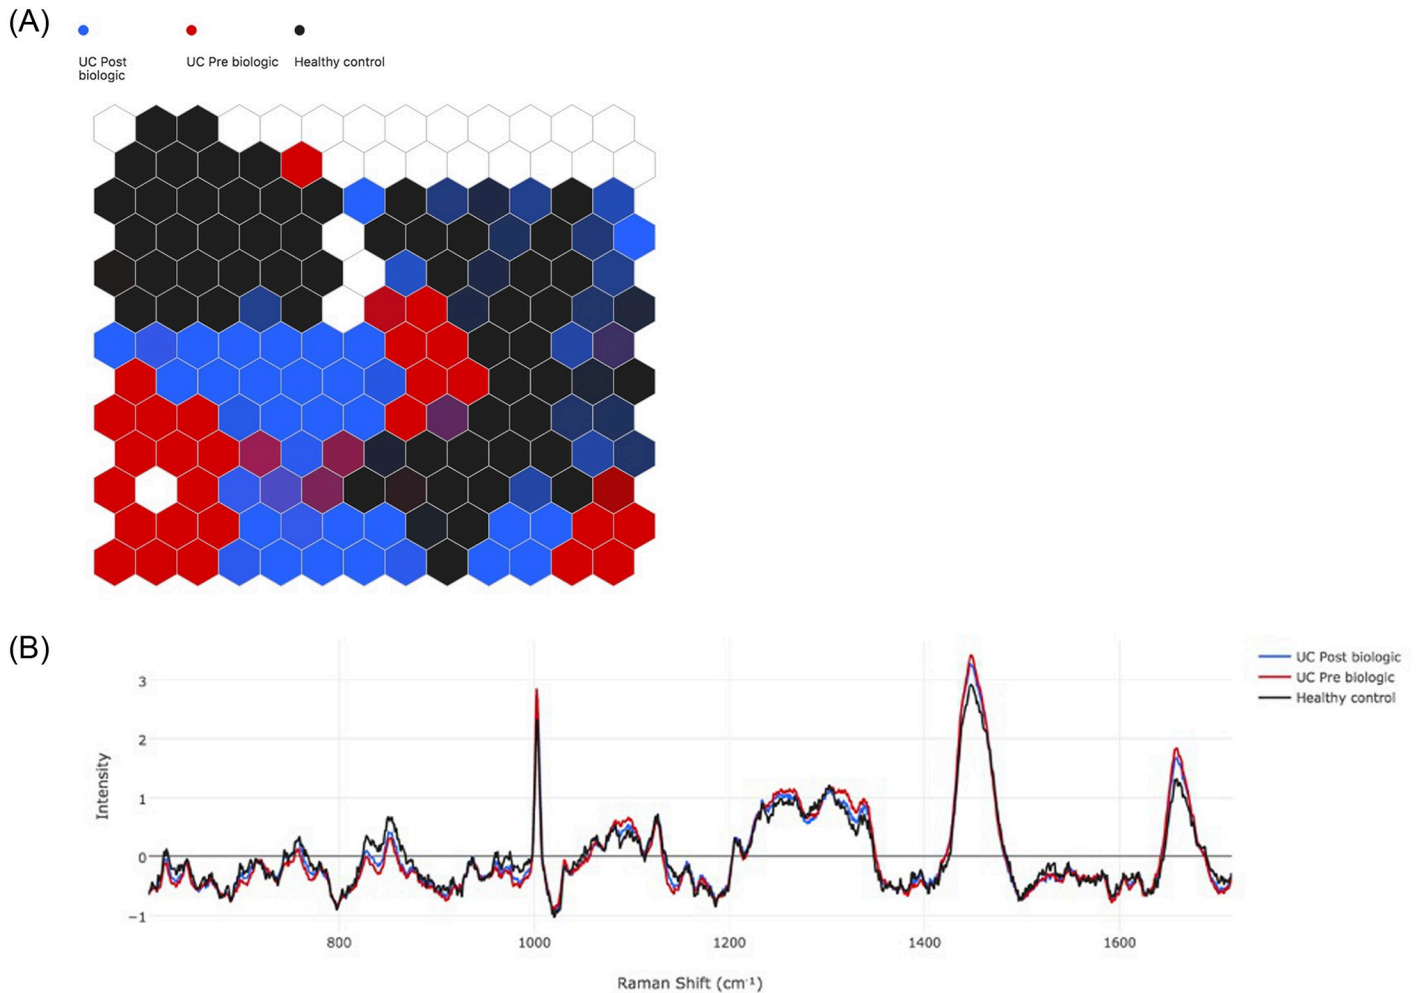 (A)
UC Post
biologic
UC Pre biologic
Healthy control
(B)
UC Post biologic
UC Pre biologic
Healthy control
3
2
1
0
−1
Intensity
800 1000 1200 1400 1600
Raman Shift (cm⁻¹)